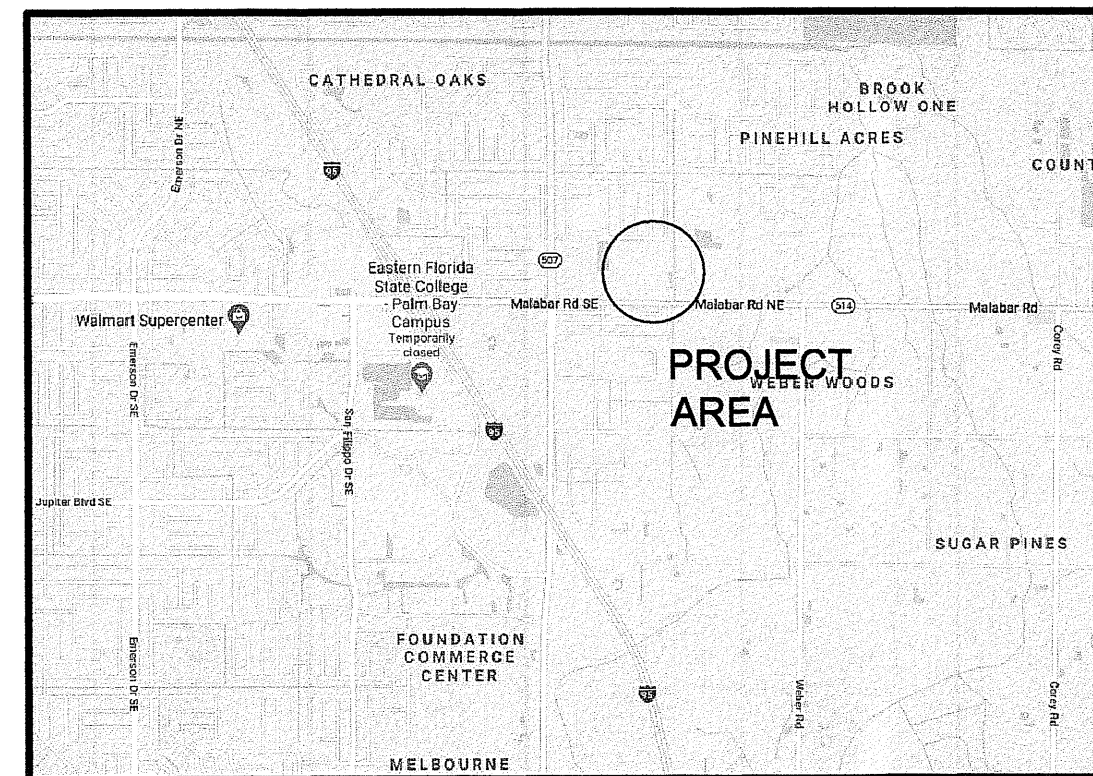 CATHEDRAL OAKS
BROOK
HOLLOW ONE
PINEHILL ACRES
COUNT
Emerson Dr NE
95
Eastern Florida
State College
- Palm Bay
Campus
Temporarily
closed
507
Malabar Rd SE
Malabar Rd NE
514
Malabar Rd
Walmart Supercenter
Emerson Dr SE
Corey Rd
PROJECT
AREA
WEBER WOODS
San Filippo Dr SE
95
Jupiter Blvd SE
SUGAR PINES
FOUNDATION
COMMERCE
CENTER
Emerson Dr SE
95
Weber Rd
Corey Rd
MELBOURNE